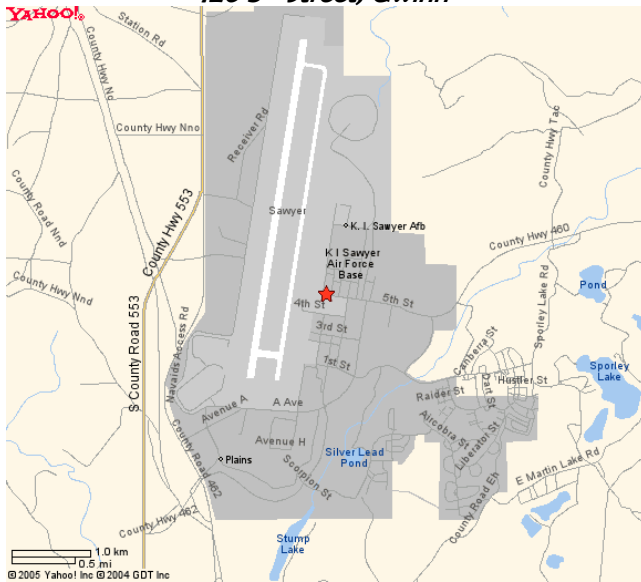 Street, Gwinn
YAHOO!®
Station Rd
County Hwy Nd
County Hwy Nno
Receiver Rd
County Hwy Tac
County Road Nnd
County Hwy 553
Sawyer
K. I. Sawyer Afb
K I Sawyer
Air Force
Base
County Hwy 460
County Hwy Nnd
S County Road 553
Navaids Access Rd
4th St
5th St
3rd St
1st St
Sporley Lake Rd
Pond
Canberra St
Sporley
Lake
Hustler St
Dart St
Raider St
A Ave
Avenue A
Aircobra St
Liberator St
Avenue H
Silver Lead
Pond
Plains
County Road 462
Scorpion St
E Martin Lake Rd
County Road Eh
County Hwy 462
Stump
Lake
1.0 km
0.5 mi
©2005 Yahoo! Inc ©2004 GDT Inc